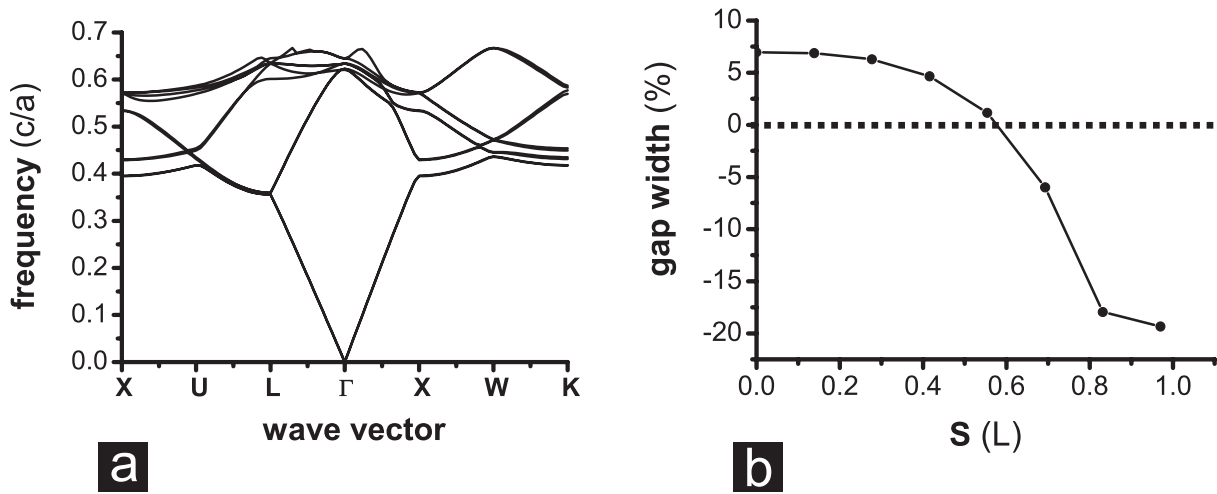 0.7
0.6
0.5
0.4
0.3
0.2
0.1
0.0
frequency (c/a)
X U L Γ X W K
wave vector
a
10
5
0
-5
-10
-15
-20
gap width (%)
0.0 0.2 0.4 0.6 0.8 1.0
S (L)
b